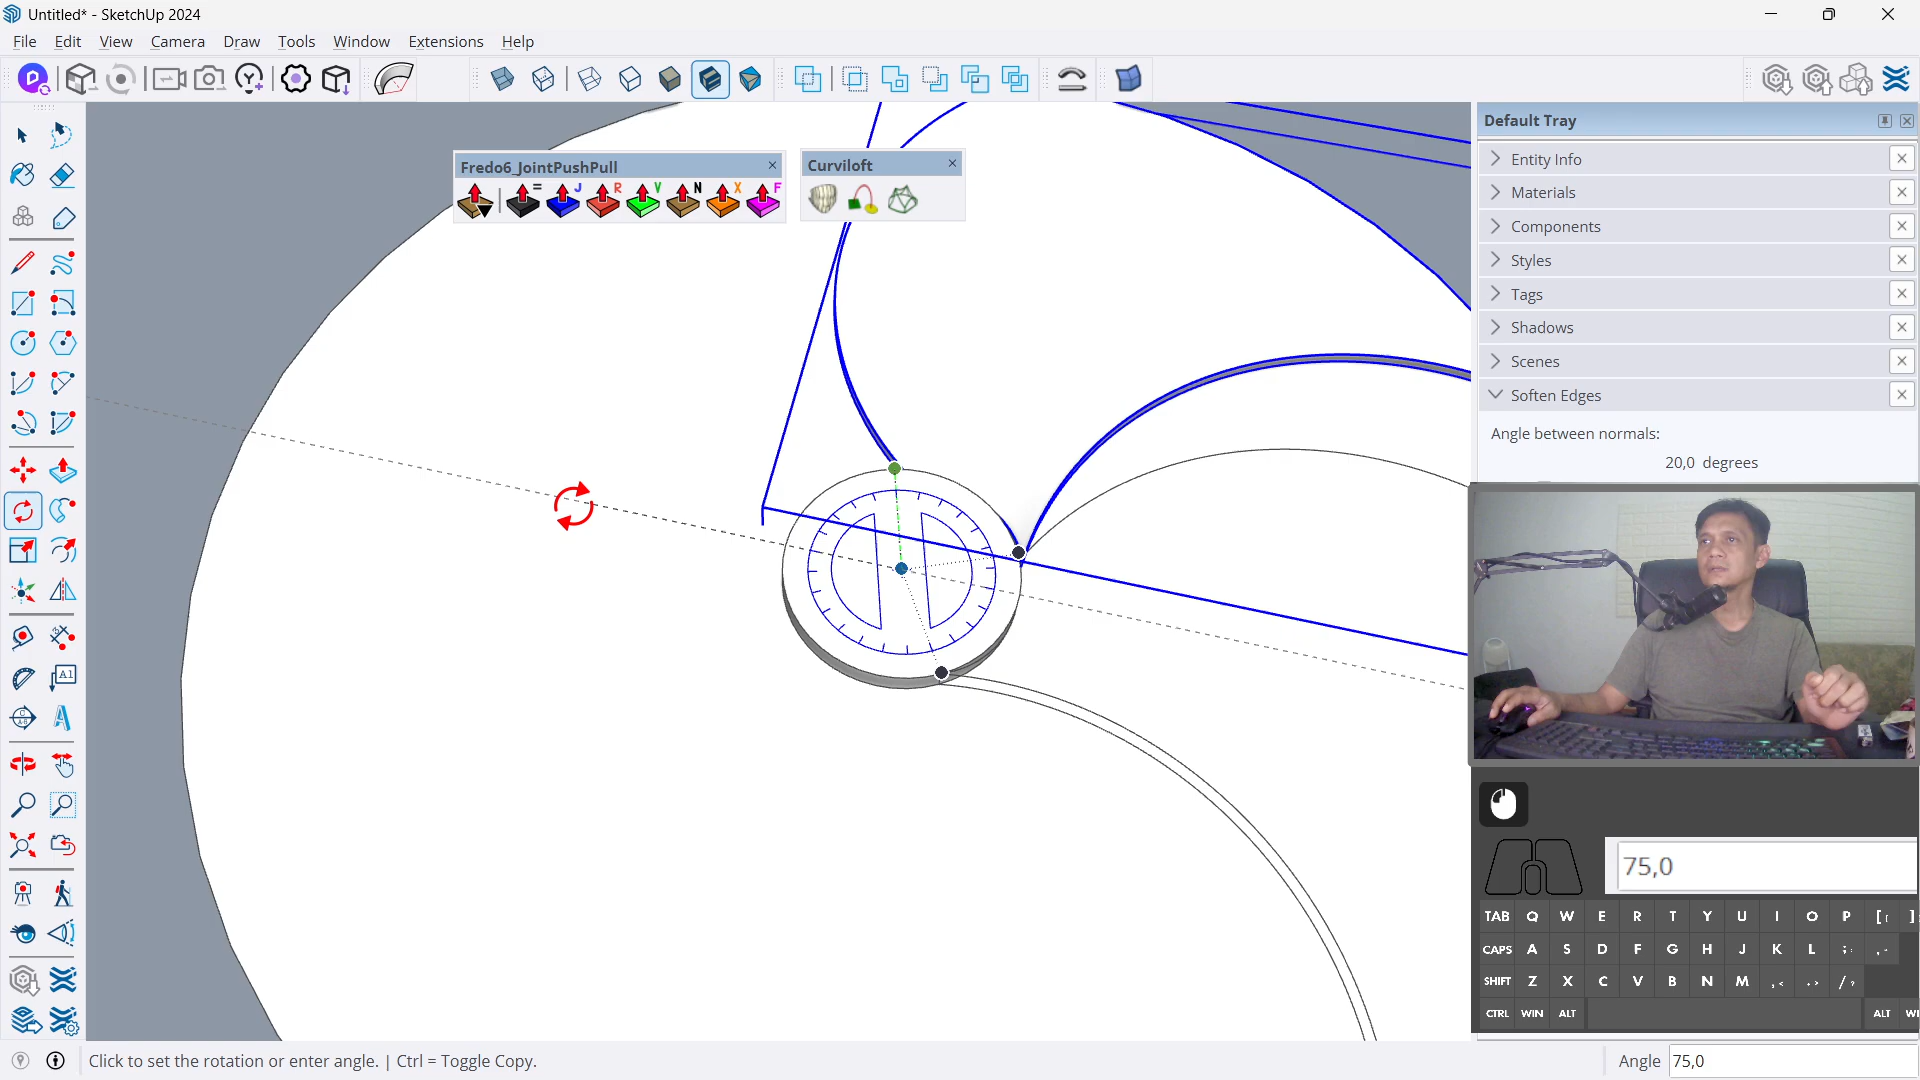 Untitled* - SketchUp 2024
File Edit View Camera Draw Tools Window Extensions Help
Default Tray
Fredo6_JointPushPull
Curviloft
= J R V N X F
Entity Info
Materials
Components
Styles
Tags
Shadows
Scenes
Soften Edges
Angle between normals:
20,0 degrees
A1
75,0
TAB Q W E R T Y U I O P [ ]
CAPS A S D F G H J K L ; :
SHIFT Z X C V B N M , < . > / ?
CTRL WIN ALT ALT WI
Click to set the rotation or enter angle. | Ctrl = Toggle Copy.
Angle 75,0